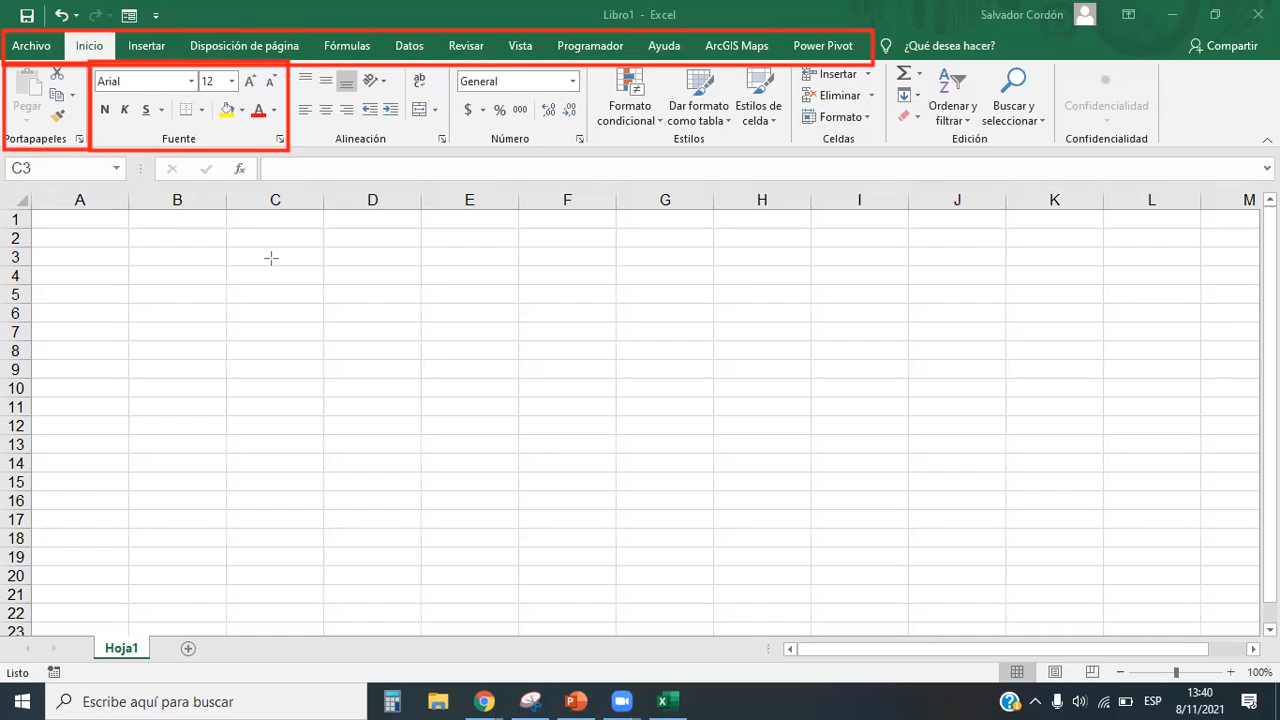 Libro1 - Excel
Salvador Cordón
Archivo Inicio Insertar Disposición de página Fórmulas Datos Revisar Vista Programador Ayuda ArcGIS Maps Power Pivot ¿Qué desea hacer? Compartir
Pegar
Arial 12
N K S
ab
General
$ % 000
Formato condicional
Dar formato como tabla
Estilos de celda
Insertar
Eliminar
Formato
Ordenar y filtrar
Buscar y seleccionar
Confidencialidad
Portapapeles Fuente Alineación Número Estilos Celdas Edición Confidencialidad
C3 fx
A B C D E F G H I J K L M
1
2
3
4
5
6
7
8
9
10
11
12
13
14
15
16
17
18
19
20
21
22
23
Hoja1
Listo 100%
Escribe aquí para buscar ESP 13:40
8/11/2021